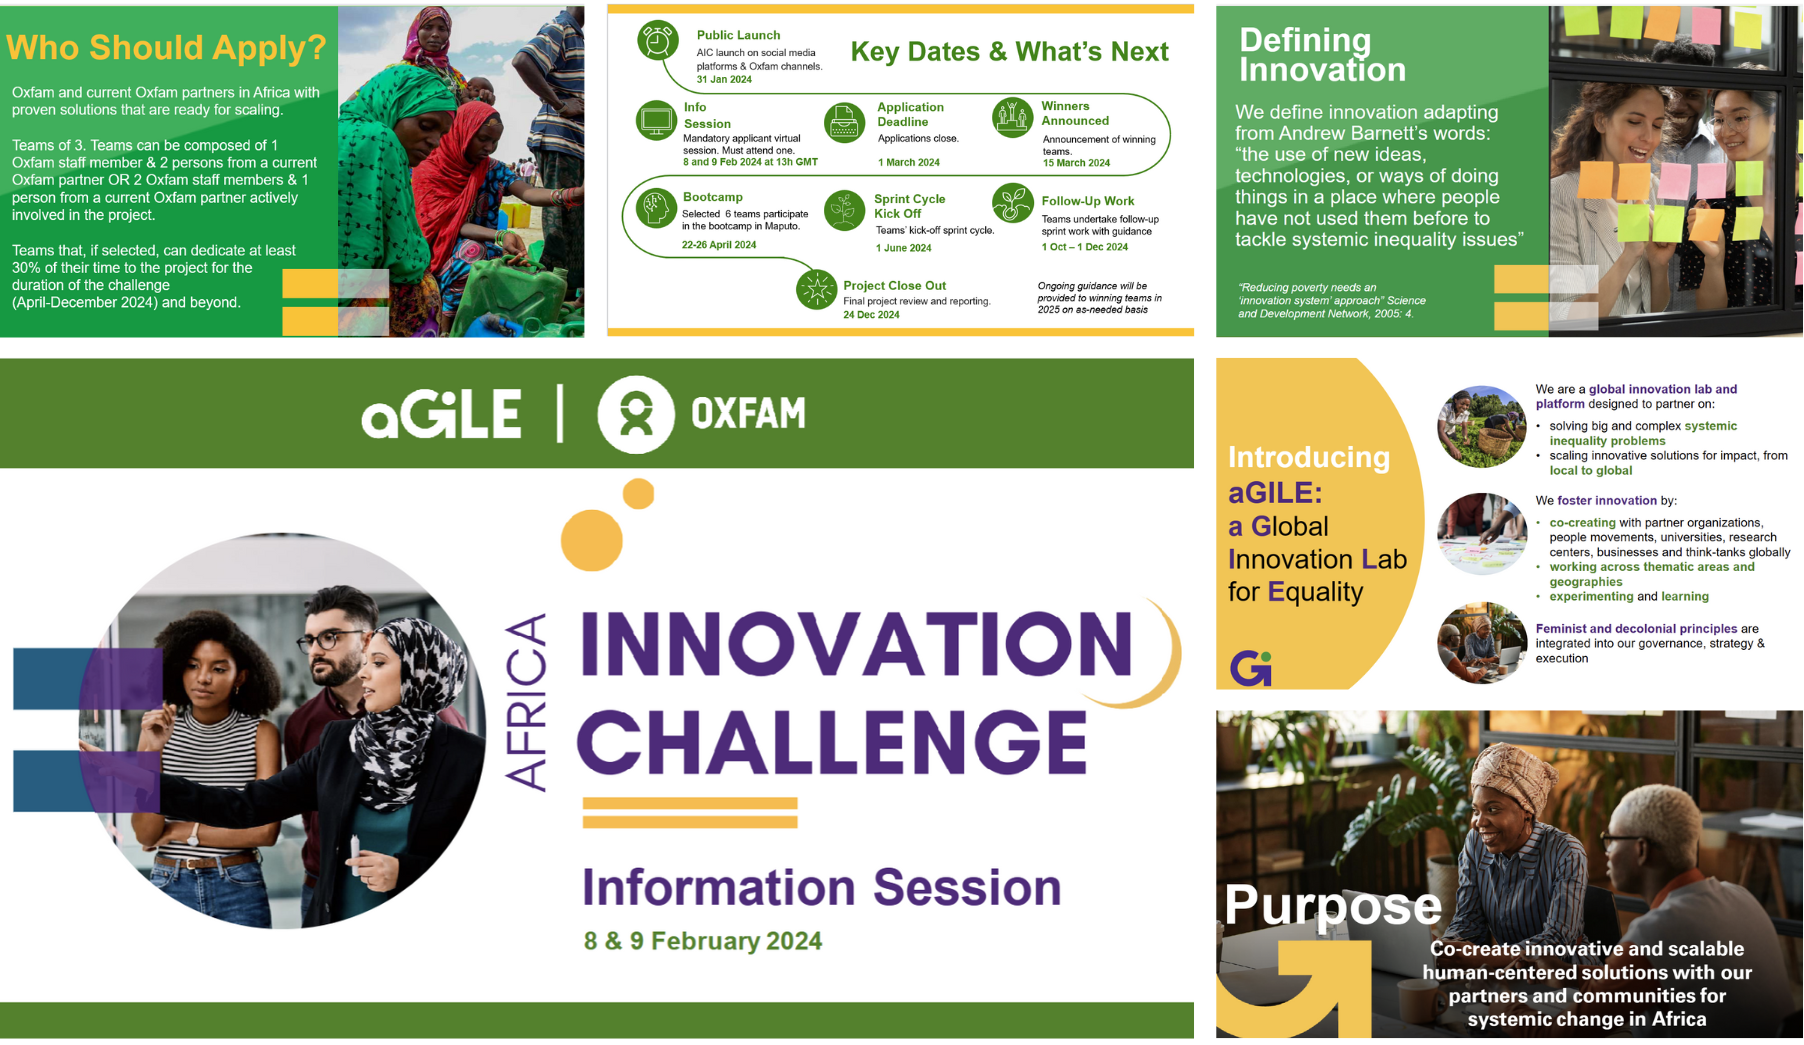 Who Should Apply?
Oxfam and current Oxfam partners in Africa with
proven solutions that are ready for scaling.
Teams of 3. Teams can be composed of 1
Oxfam staff member & 2 persons from a current
Oxfam partner OR 2 Oxfam staff members & 1
person from a current Oxfam partner actively
involved in the project.
Teams that, if selected, can dedicate at least
30% of their time to the project for the
duration of the challenge
(April-December 2024) and beyond.
Key Dates & What's Next
Public Launch
AIC launch on social media
platforms & Oxfam channels.
31 Jan 2024
Info
Session
Mandatory applicant virtual
session. Must attend one.
8 and 9 Feb 2024 at 13h GMT
Application
Deadline
Applications close.
1 March 2024
Winners
Announced
Announcement of winning
teams.
15 March 2024
Bootcamp
Selected 6 teams participate
in the bootcamp in Maputo.
22-26 April 2024
Sprint Cycle
Kick Off
Teams' kick-off sprint cycle.
1 June 2024
Follow-Up Work
Teams undertake follow-up
sprint work with guidance
1 Oct – 1 Dec 2024
Project Close Out
Final project review and reporting.
24 Dec 2024
Ongoing guidance will be
provided to winning teams in
2025 on as-needed basis
Defining
Innovation
We define innovation adapting
from Andrew Barnett's words:
“the use of new ideas,
technologies, or ways of doing
things in a place where people
have not used them before to
tackle systemic inequality issues”
“Reducing poverty needs an
'innovation system' approach” Science
and Development Network, 2005: 4.
aGiLE | OXFAM
AFRICA
INNOVATION
CHALLENGE
Information Session
8 & 9 February 2024
Introducing
aGILE:
a Global
Innovation Lab
for Equality
Gi
We are a global innovation lab and
platform designed to partner on:
• solving big and complex systemic
inequality problems
• scaling innovative solutions for impact, from
local to global
We foster innovation by:
• co-creating with partner organizations,
people movements, universities, research
centers, businesses and think-tanks globally
• working across thematic areas and
geographies
• experimenting and learning
Feminist and decolonial principles are
integrated into our governance, strategy &
execution
Purpose
Co-create innovative and scalable
human-centered solutions with our
partners and communities for
systemic change in Africa